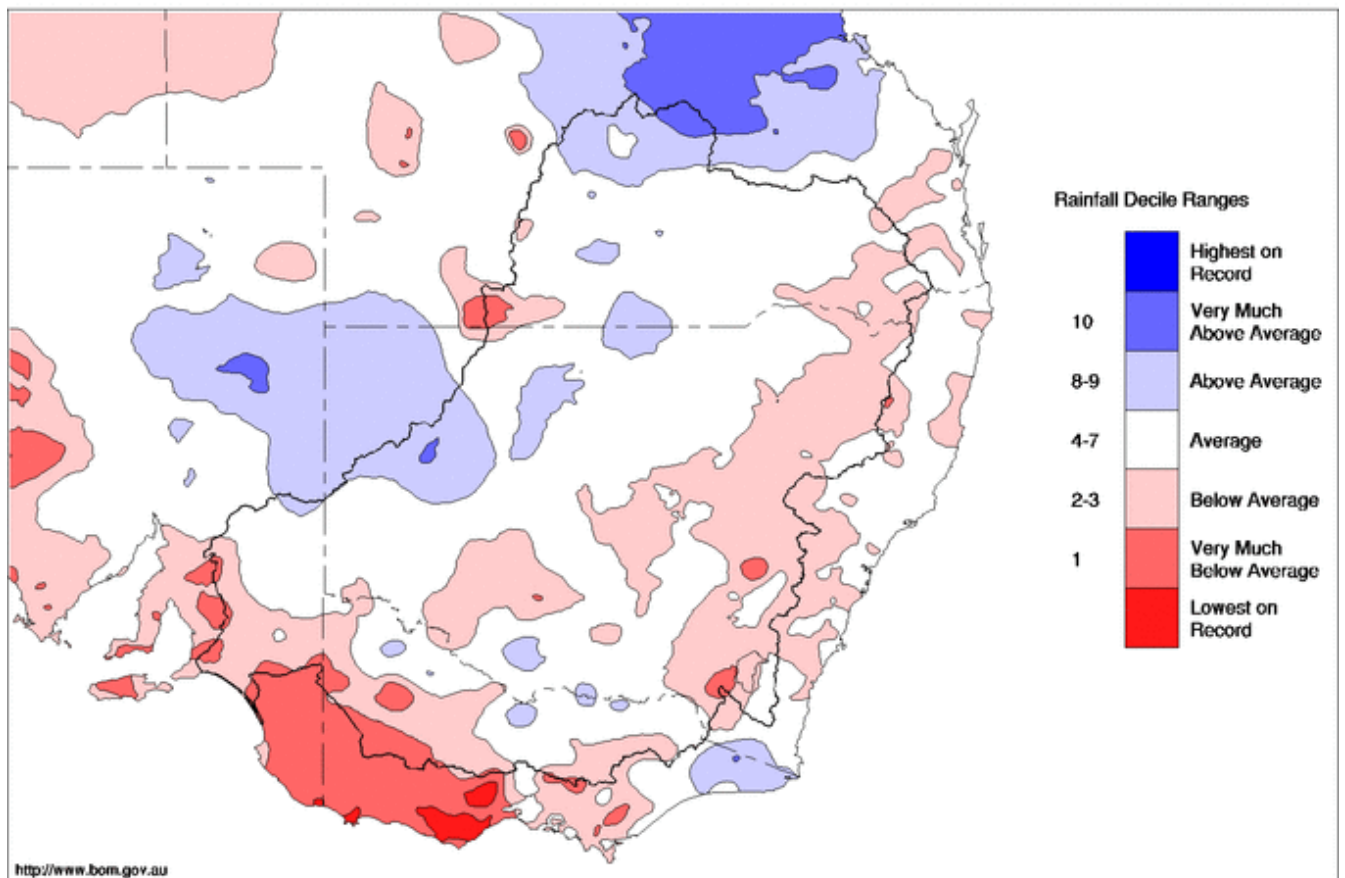 Rainfall Decile Ranges
Highest on
Record
10
Very Much
Above Average
8-9
Above Average
4-7
Average
2-3
Below Average
1
Very Much
Below Average
Lowest on
Record
http://www.bom.gov.au